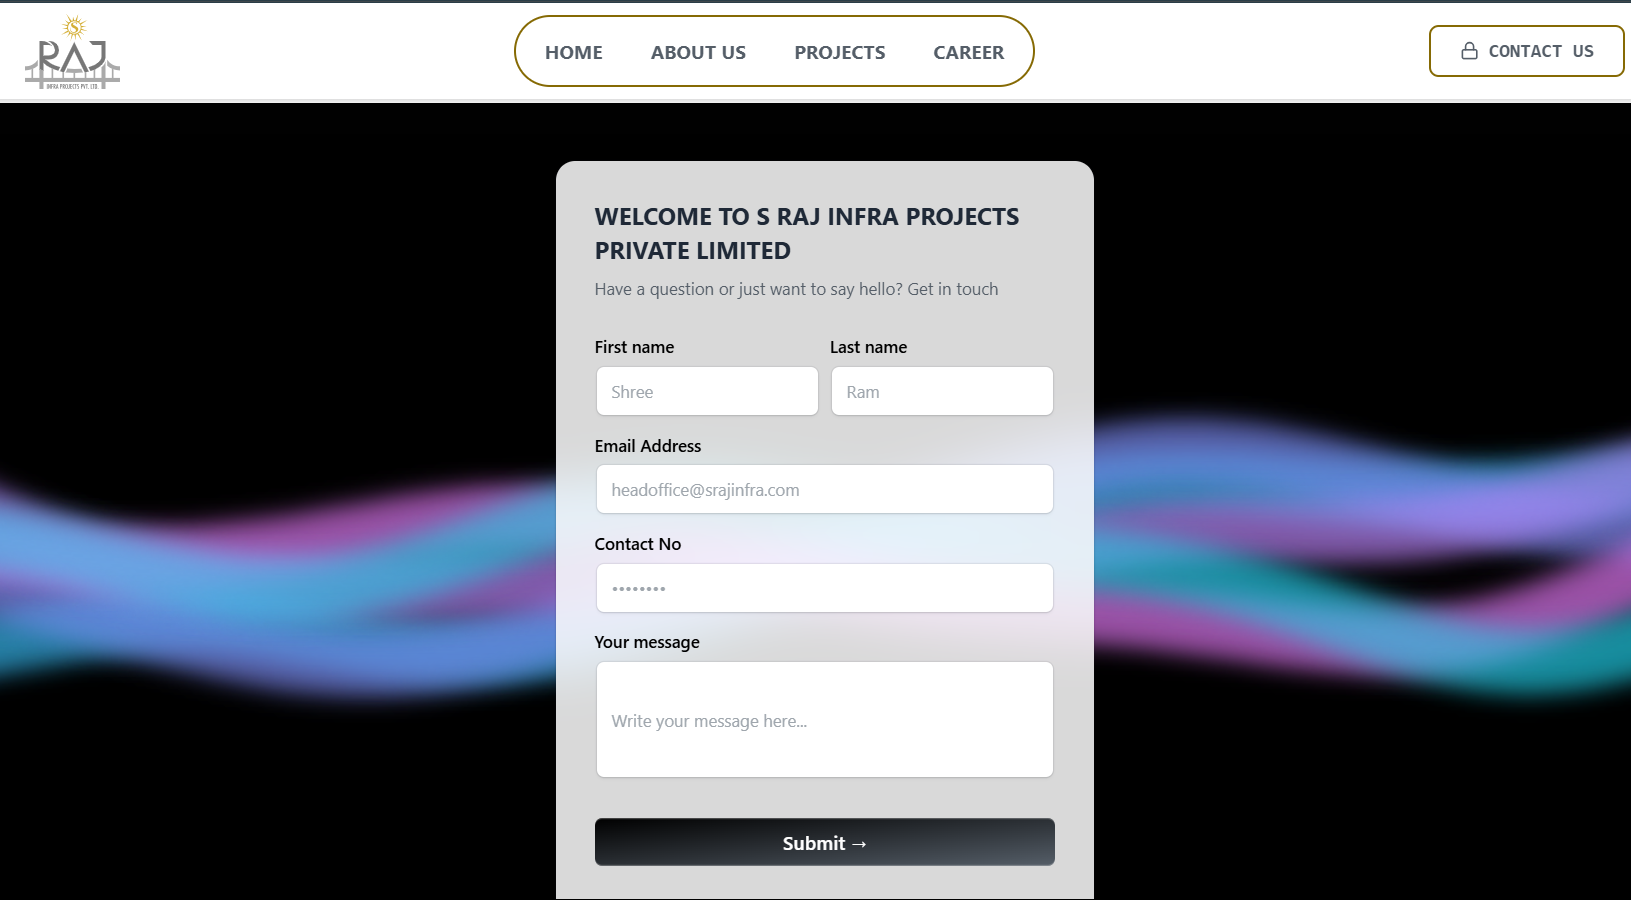 S
RAJ
INFRA PROJECTS PVT. LTD.
HOME ABOUT US PROJECTS CAREER
CONTACT US
WELCOME TO S RAJ INFRA PROJECTS
PRIVATE LIMITED
Have a question or just want to say hello? Get in touch
First name Last name
Shree Ram
Email Address
headoffice@srajinfra.com
Contact No
••••••••
Your message
Write your message here...
Submit →